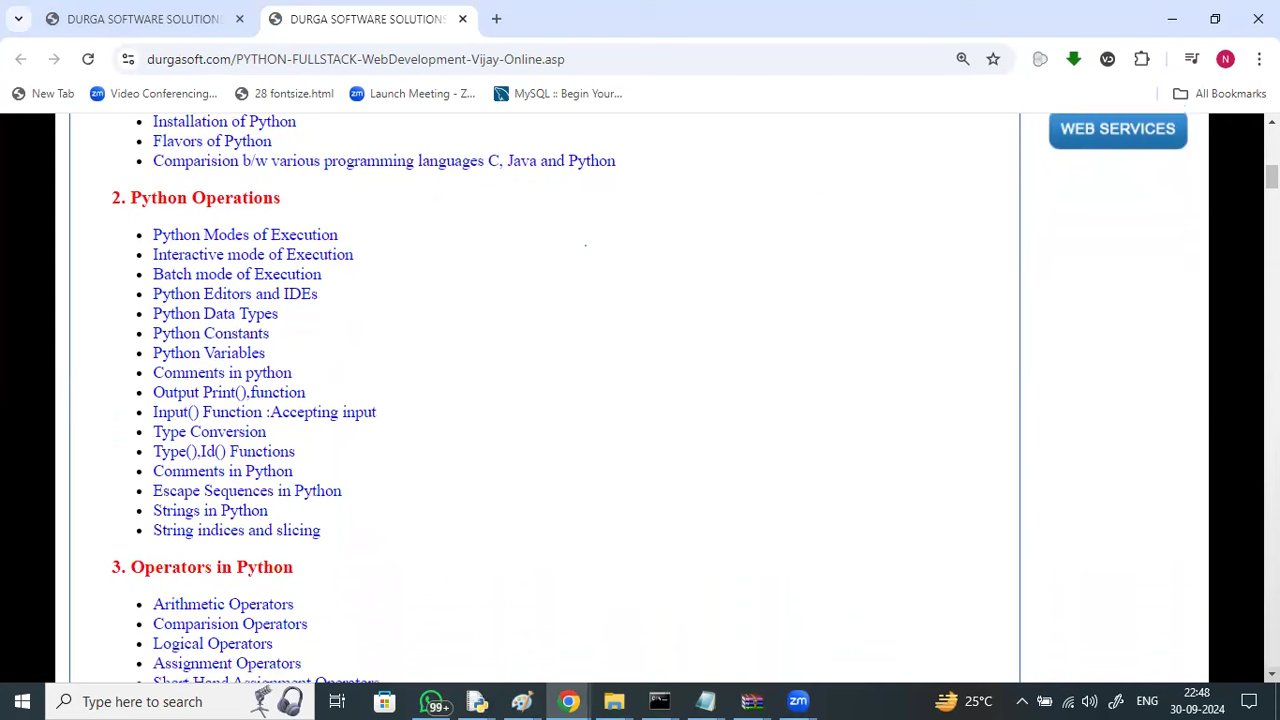 DURGA SOFTWARE SOLUTIONS
DURGA SOFTWARE SOLUTIONS
durgasoft.com/PYTHON-FULLSTACK-WebDevelopment-Vijay-Online.asp
N
New Tab
Video Conferencing...
28 fontsize.html
Launch Meeting - Z...
MySQL :: Begin Your...
All Bookmarks
Installation of Python
Flavors of Python
Comparision b/w various programming languages C, Java and Python
WEB SERVICES
2. Python Operations
Python Modes of Execution
Interactive mode of Execution
Batch mode of Execution
Python Editors and IDEs
Python Data Types
Python Constants
Python Variables
Comments in python
Output Print(),function
Input() Function :Accepting input
Type Conversion
Type(),Id() Functions
Comments in Python
Escape Sequences in Python
Strings in Python
String indices and slicing
3. Operators in Python
Arithmetic Operators
Comparision Operators
Logical Operators
Assignment Operators
Short Hand Assignment Operators
Type here to search
99+
25°C
ENG
22:48
30-09-2024